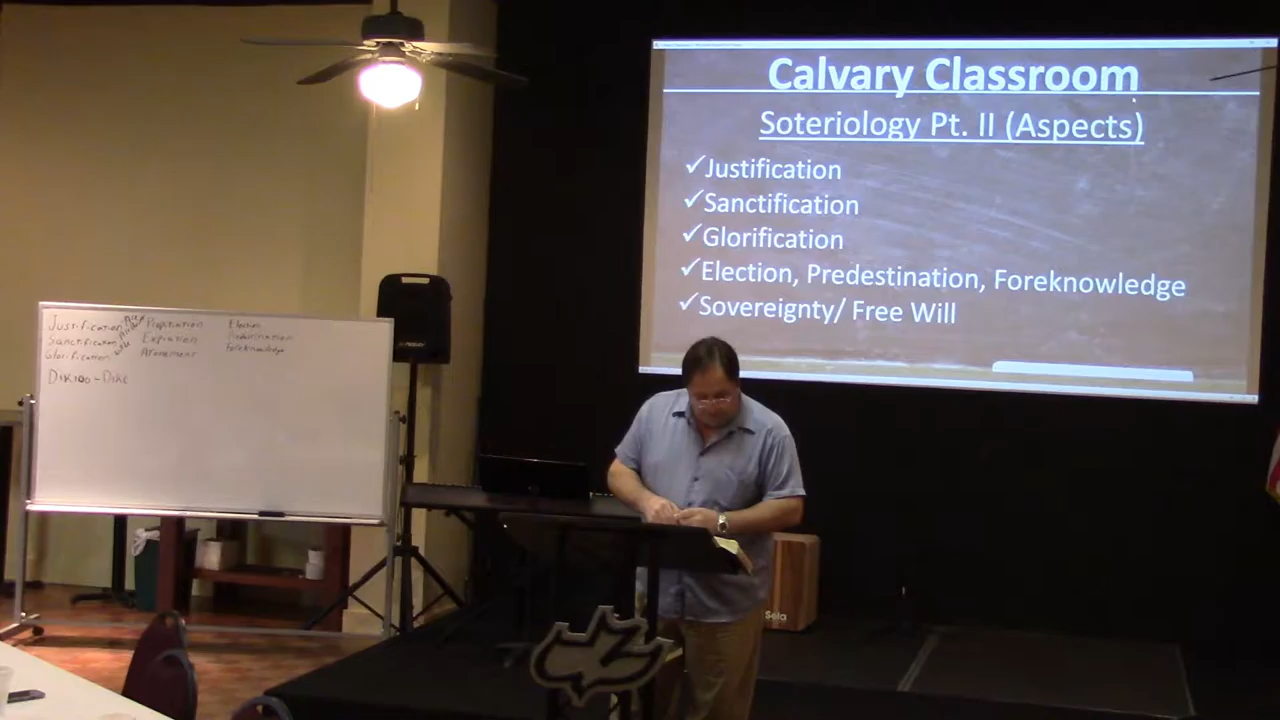 Calvary Classroom
Soteriology Pt. II (Aspects)
✓Justification
✓Sanctification
✓Glorification
✓Election, Predestination, Foreknowledge
✓Sovereignty/ Free Will
Justification Propitiation Election
Sanctification Expiation
Glorification Atonement Foreknowledge
Sela